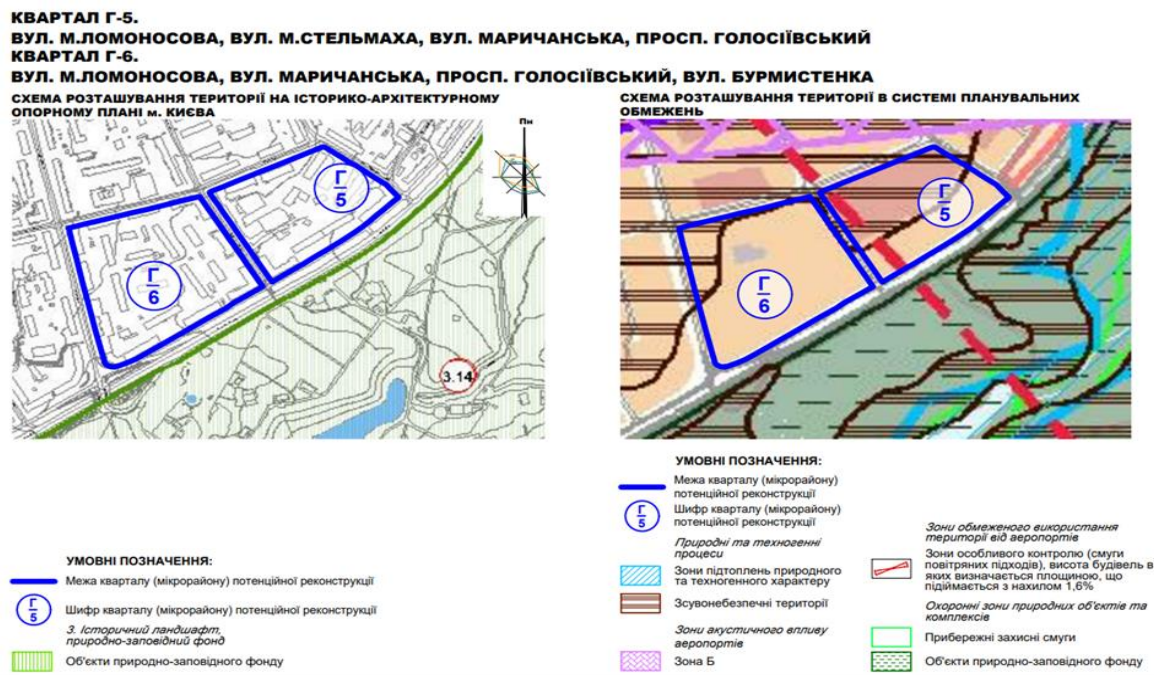 КВАРТАЛ Г-5.
ВУЛ. М.ЛОМОНОСОВА, ВУЛ. М.СТЕЛЬМАХА, ВУЛ. МАРИЧАНСЬКА, ПРОСП. ГОЛОСІЇВСЬКИЙ
КВАРТАЛ Г-6.
ВУЛ. М.ЛОМОНОСОВА, ВУЛ. МАРИЧАНСЬКА, ПРОСП. ГОЛОСІЇВСЬКИЙ, ВУЛ. БУРМИСТЕНКА
СХЕМА РОЗТАШУВАННЯ ТЕРИТОРІЇ НА ІСТОРИКО-АРХІТЕКТУРНОМУ
ОПОРНОМУ ПЛАНІ м. КИЄВА
Пн
Г
5
Г
6
3.14
УМОВНІ ПОЗНАЧЕННЯ:
Межа кварталу (мікрорайону) потенційної реконструкції
Г
5
Шифр кварталу (мікрорайону) потенційної реконструкції
3. Історичний ландшафт,
природно-заповідний фонд
Об'єкти природно-заповідного фонду
СХЕМА РОЗТАШУВАННЯ ТЕРИТОРІЇ В СИСТЕМІ ПЛАНУВАЛЬНИХ
ОБМЕЖЕНЬ
Г
5
Г
6
УМОВНІ ПОЗНАЧЕННЯ:
Межа кварталу (мікрорайону)
потенційної реконструкції
Г
5
Шифр кварталу (мікрорайону)
потенційної реконструкції
Природні та техногенні
процеси
Зони підтоплень природного
та техногенного характеру
Зсувонебезпечні території
Зони акустичного впливу
аеропортів
Зона Б
Зони обмеженого використання
території від аеропортів
Зони особливого контролю (смуги
повітряних підходів), висота будівель в
яких визначається площиною, що
підіймається з нахилом 1,6%
Охоронні зони природних об'єктів та
комплексів
Прибережні захисні смуги
Об'єкти природно-заповідного фонду